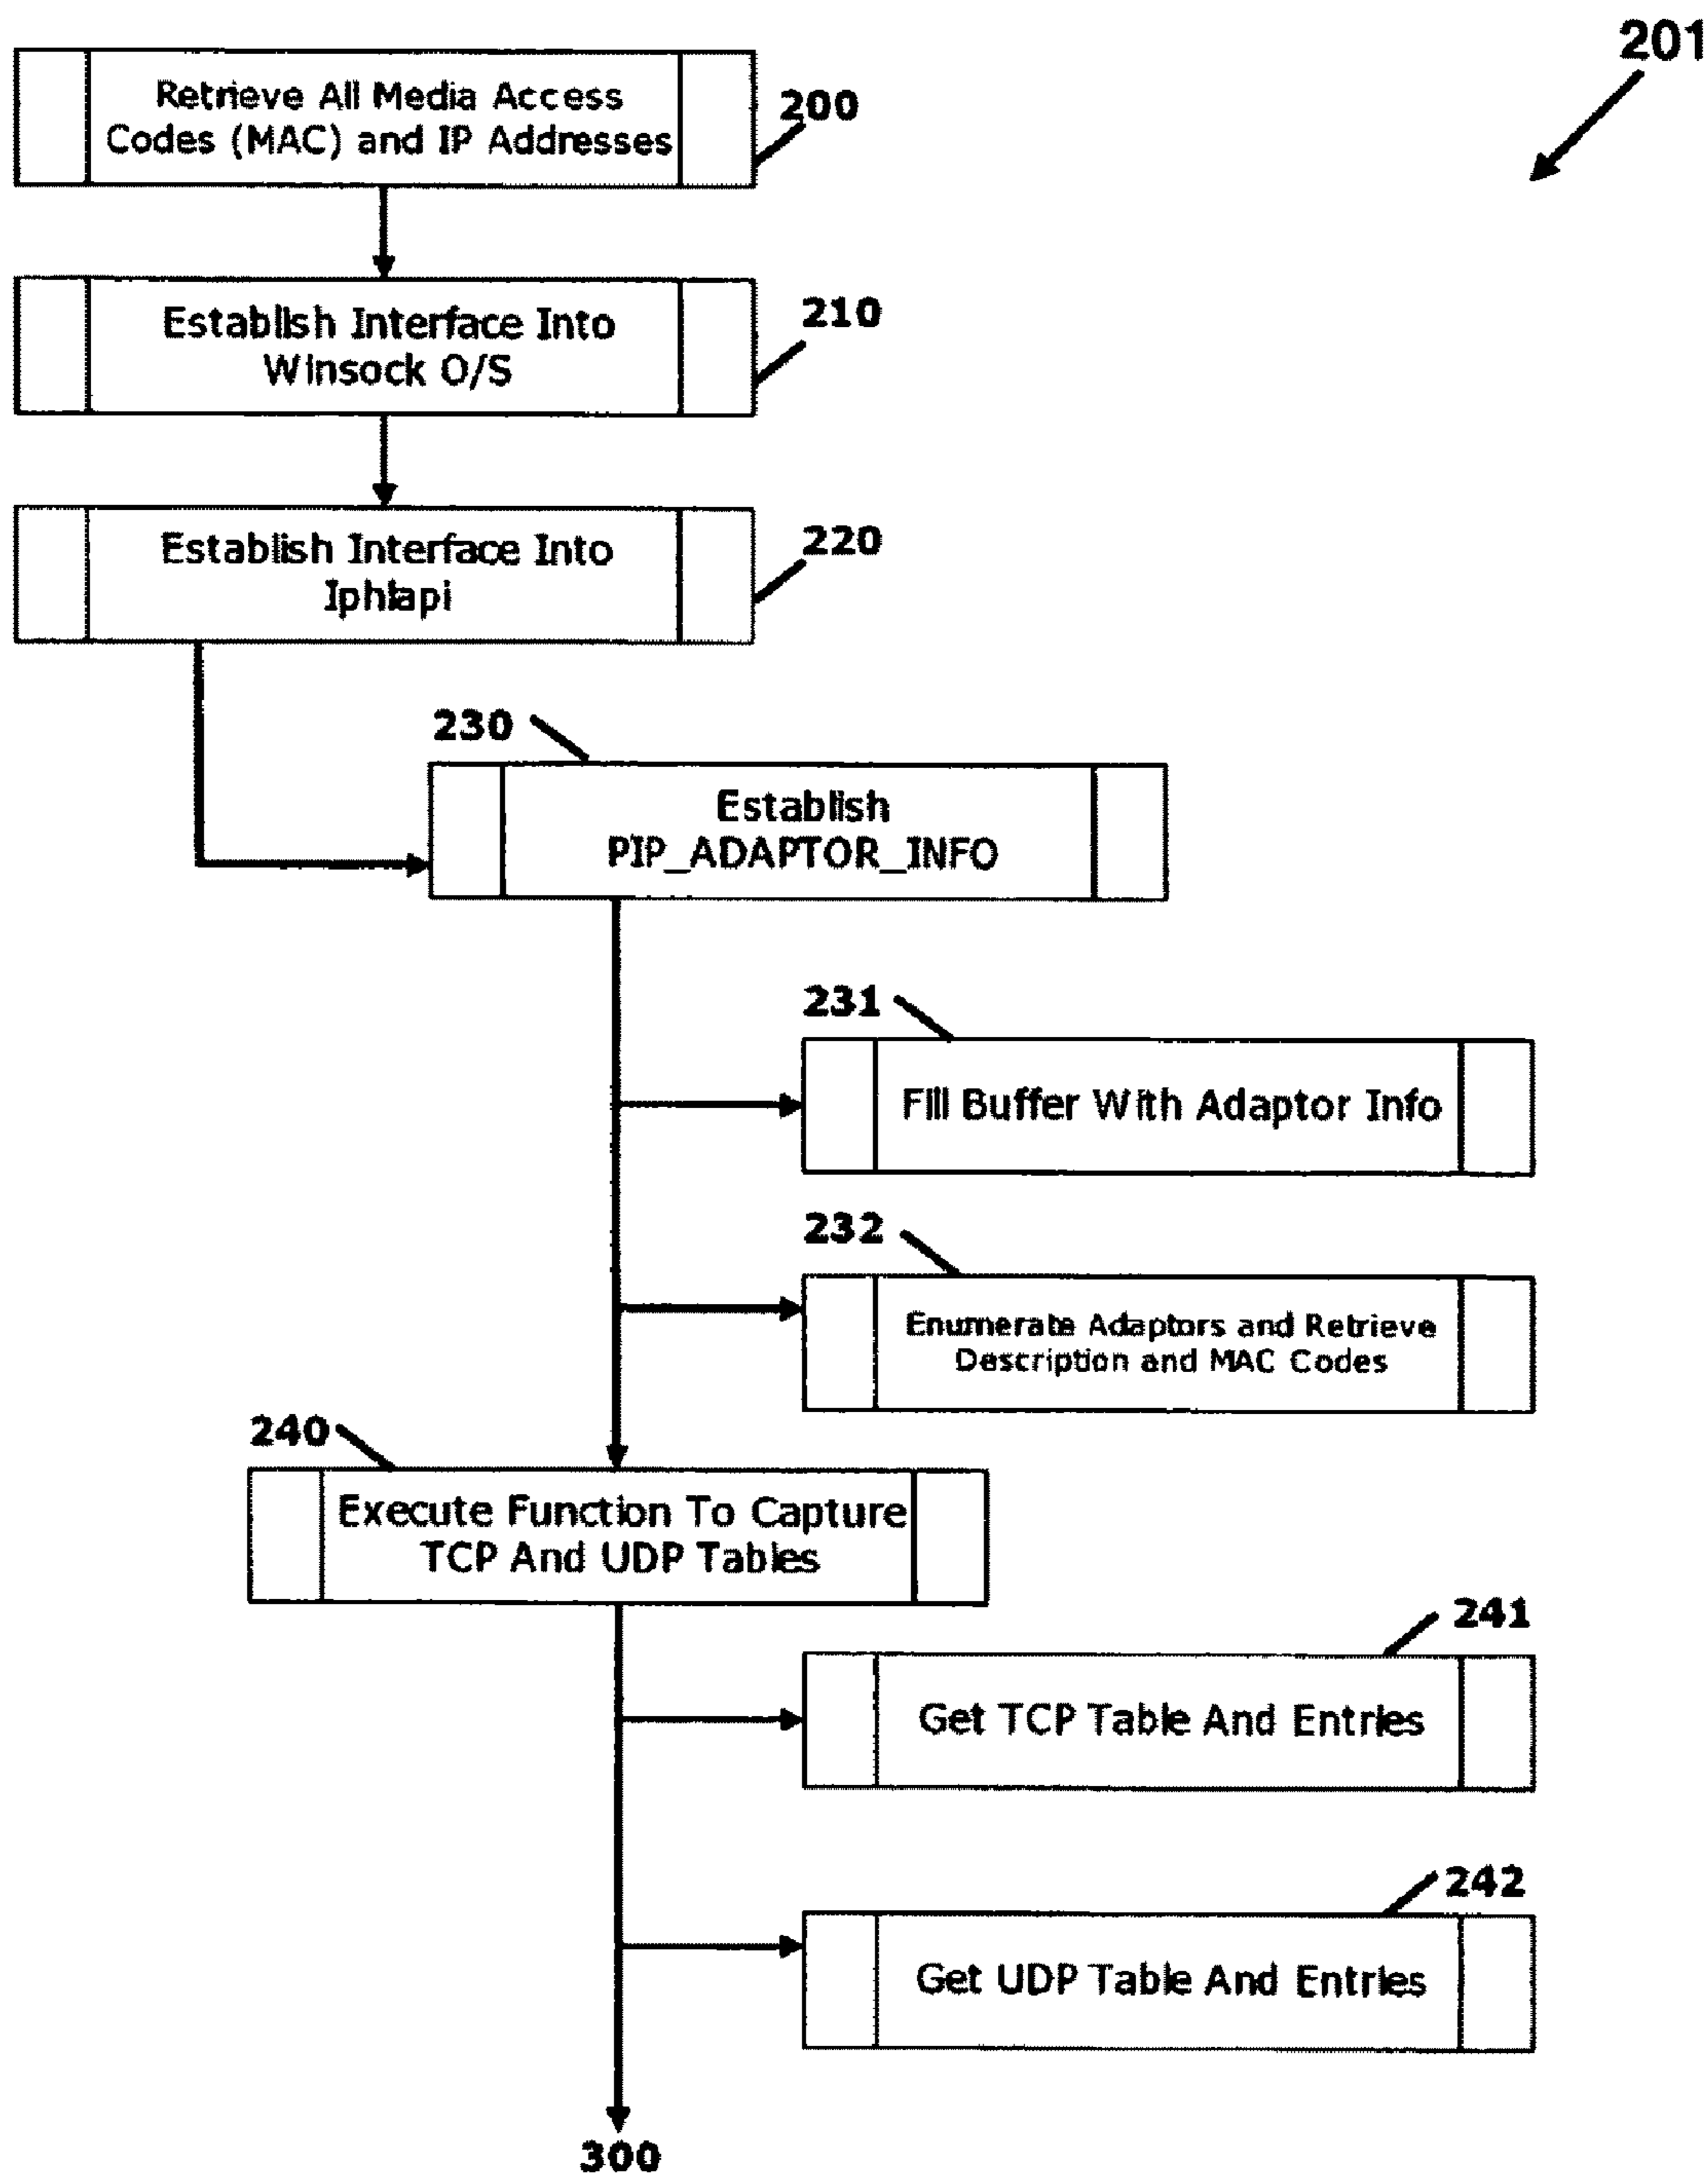 201
Retrieve All Media Access
Codes (MAC) and IP Addresses
200
Establish Interface Into
Winsock O/S
210
Establish Interface Into
Iphlapi
220
230
Establish
PIP_ADAPTOR_INFO
231
Fill Buffer With Adaptor Info
232
Enumerate Adaptors and Retrieve
Description and MAC Codes
240
Execute Function To Capture
TCP And UDP Tables
241
Get TCP Table And Entries
242
Get UDP Table And Entries
300